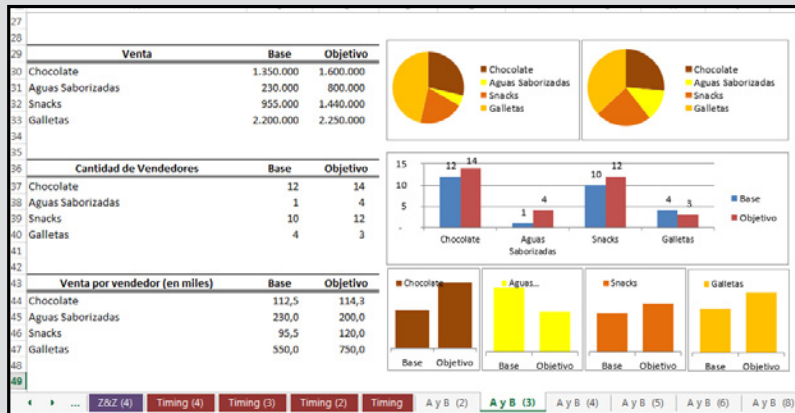 27
28
29 Venta Base Objetivo
30 Chocolate 1.350.000 1.600.000
31 Aguas Saborizadas 230.000 800.000
32 Snacks 955.000 1.440.000
33 Galletas 2.200.000 2.250.000
34
35
36 Cantidad de Vendedores Base Objetivo
37 Chocolate 12 14
38 Aguas Saborizadas 1 4
39 Snacks 10 12
40 Galletas 4 3
41
42
43 Venta por vendedor (en miles) Base Objetivo
44 Chocolate 112,5 114,3
45 Aguas Saborizadas 230,0 200,0
46 Snacks 95,5 120,0
47 Galletas 550,0 750,0
48
49
Chocolate
Aguas Saborizadas
Snacks
Galletas
Chocolate
Aguas Saborizadas
Snacks
Galletas
15
10
5
-
12 14
1 4
10 12
4 3
Chocolate Aguas Saborizadas Snacks Galletas
Base
Objetivo
Chocolate
Base Objetivo
Aguas...
Base Objetivo
Snacks
Base Objetivo
Galletas
Base Objetivo
... Z&Z (4) Timing (4) Timing (3) Timing (2) Timing A y B (2) A y B (3) A y B (4) A y B (5) A y B (6) A y B (8)